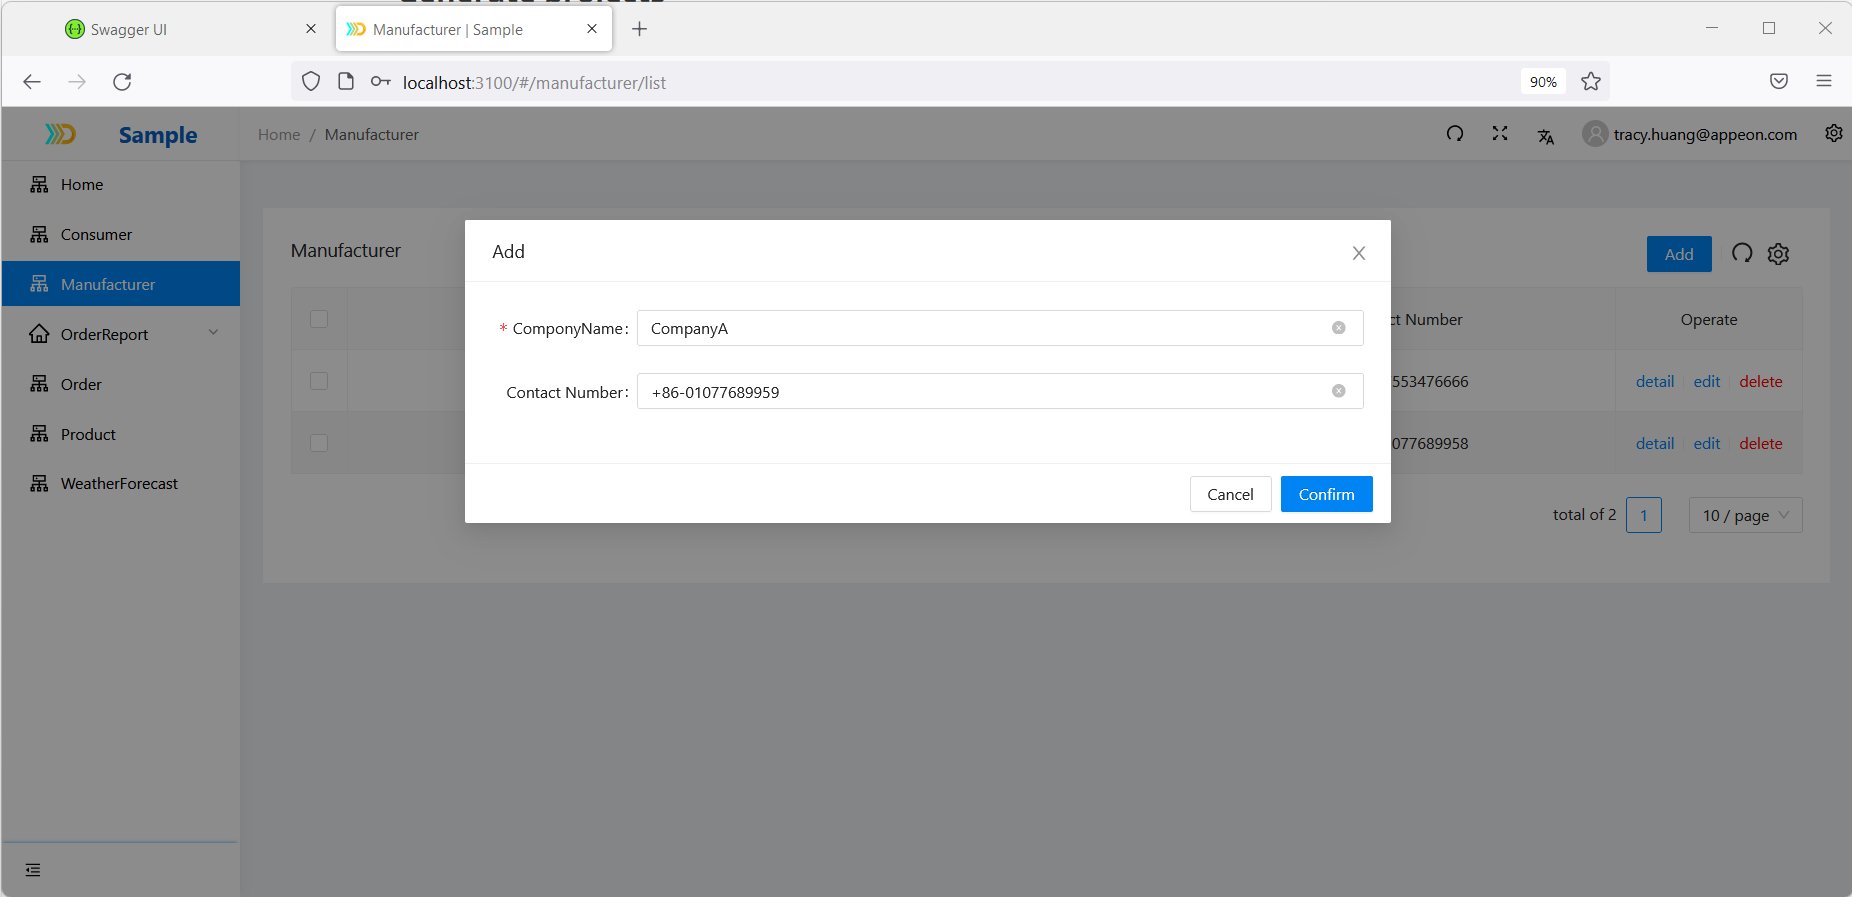 Swagger UI
Manufacturer | Sample
localhost:3100/#/manufacturer/list
90%
Sample
Home / Manufacturer
tracy.huang@appeon.com
Home
Consumer
Manufacturer
OrderReport
Order
Product
WeatherForecast
Manufacturer
Add
ct Number
Operate
553476666
detail edit delete
077689958
detail edit delete
total of 2
1
10 / page
Add
* ComponyName:
CompanyA
Contact Number:
+86-01077689959
Cancel
Confirm